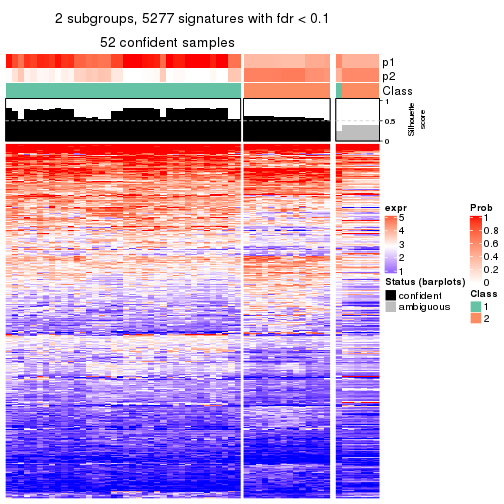 2 subgroups, 5277 signatures with fdr < 0.1
52 confident samples
p1
p2
Class
1
0.5
0
Silhouette
score
expr
5
4
3
2
1
Status (barplots)
confident
ambiguous
Prob
1
0.8
0.6
0.4
0.2
0
Class
1
2